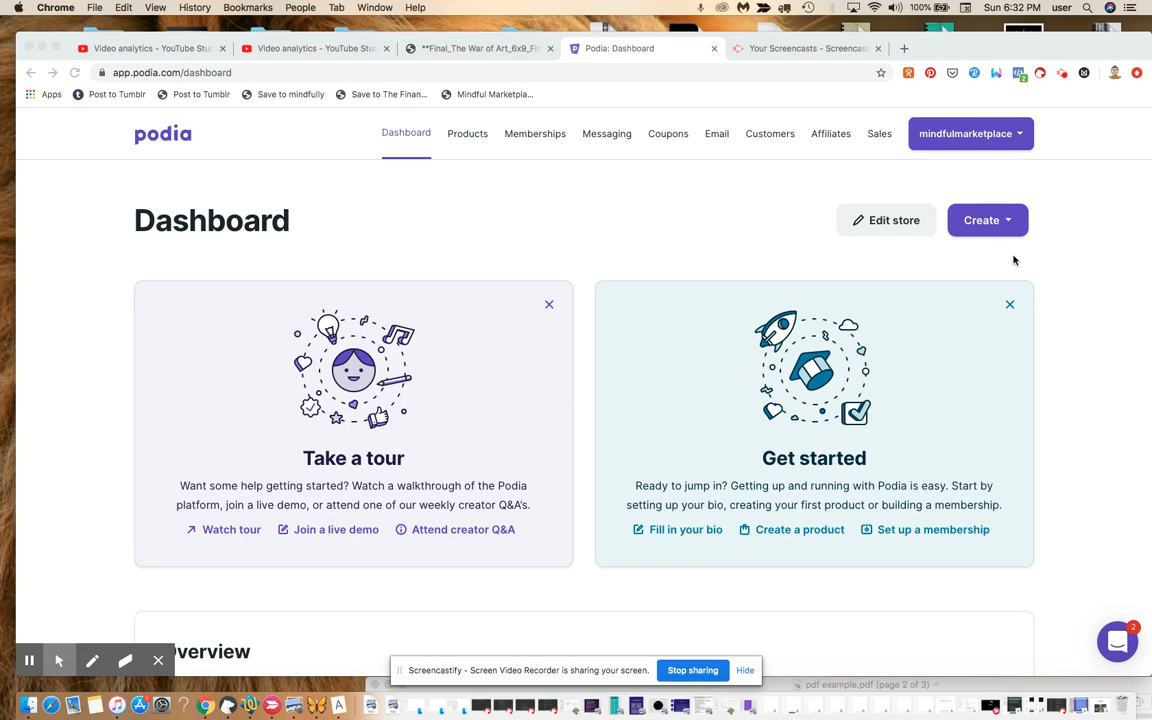 Chrome File Edit View History Bookmarks People Tab Window Help 100% Sun 6:32 PM user
Video analytics - YouTube Stu
Video analytics - YouTube Stu
**Final_The War of Art_6x9_Fin
Podia: Dashboard
Your Screencasts - Screencast
app.podia.com/dashboard
2
Apps Post to Tumblr Post to Tumblr Save to mindfully Save to The Finan... Mindful Marketpla...
podia Dashboard Products Memberships Messaging Coupons Email Customers Affiliates Sales mindfulmarketplace
Dashboard
Edit store Create
Take a tour
Want some help getting started? Watch a walkthrough of the Podia
platform, join a live demo, or attend one of our weekly creator Q&A's.
Watch tour Join a live demo Attend creator Q&A
Get started
Ready to jump in? Getting up and running with Podia is easy. Start by
setting up your bio, creating your first product or building a membership.
Fill in your bio Create a product Set up a membership
Overview
2
Screencastify - Screen Video Recorder is sharing your screen. Stop sharing Hide
pdf example.pdf (page 2 of 3)